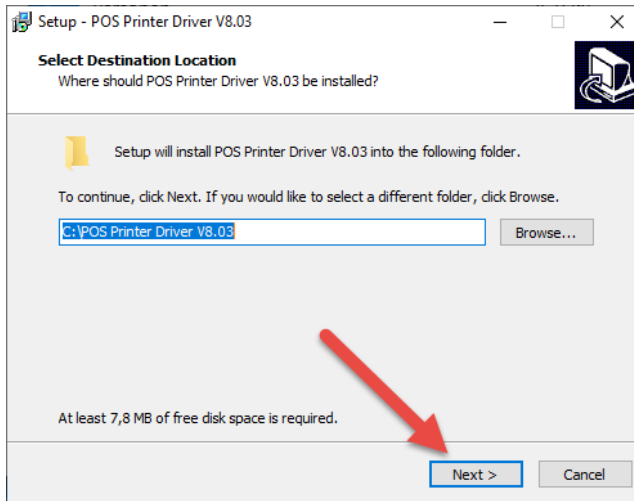 Setup - POS Printer Driver V8.03
Select Destination Location
Where should POS Printer Driver V8.03 be installed?
Setup will install POS Printer Driver V8.03 into the following folder.
To continue, click Next. If you would like to select a different folder, click Browse.
C:\POS Printer Driver V8.03
Browse...
At least 7,8 MB of free disk space is required.
Next >
Cancel